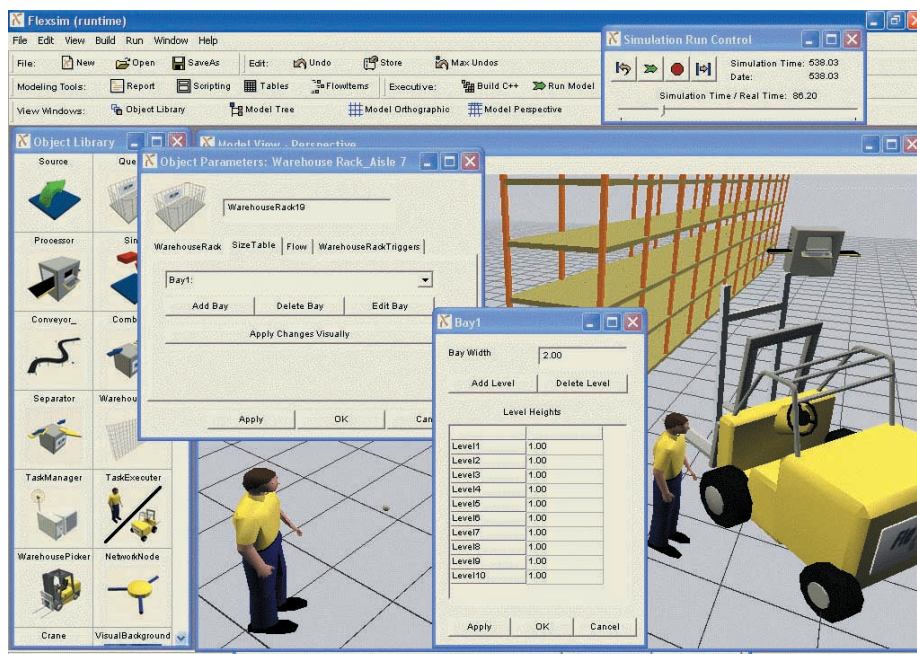 Flexsim (runtime)
File Edit View Build Run Window Help
File: New Open SaveAs Edit: Undo Store Max Undos
Modeling Tools: Report Scripting Tables FlowItems Executive: Build C++ Run Model
View Windows: Object Library Model Tree Model Orthographic Model Perspective
Simulation Run Control
Simulation Time: 538.03
Date: 538.03
Simulation Time / Real Time: 86.20
Object Library
Source Que
Processor Sin
Conveyor_ Comb
Separator Warehou
TaskManager TaskExecuter
WarehousePicker NetworkNode
Crane VisualBackground
Model View - Perspective
Object Parameters: Warehouse Rack_Aisle 7
WarehouseRack19
WarehouseRack SizeTable Flow WarehouseRackTriggers
Bay1:
Add Bay Delete Bay Edit Bay
Apply Changes Visually
Apply OK Can
Bay1
Bay Width 2.00
Add Level Delete Level
Level Heights
Level1 1.00
Level2 1.00
Level3 1.00
Level4 1.00
Level5 1.00
Level6 1.00
Level7 1.00
Level8 1.00
Level9 1.00
Level10 1.00
Apply OK Cancel